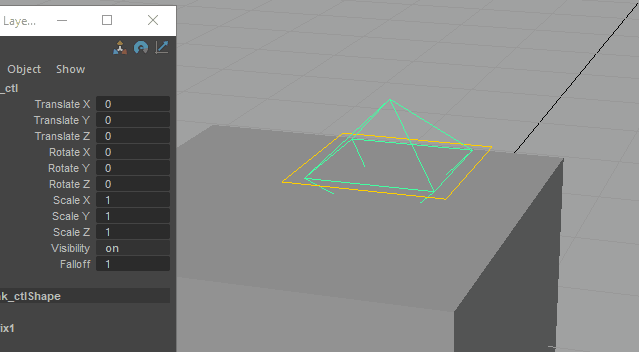 Laye...
Object Show
_ctl
Translate X 0
Translate Y 0
Translate Z 0
Rotate X 0
Rotate Y 0
Rotate Z 0
Scale X 1
Scale Y 1
Scale Z 1
Visibility on
Falloff 1
ak_ctlShape
ix1